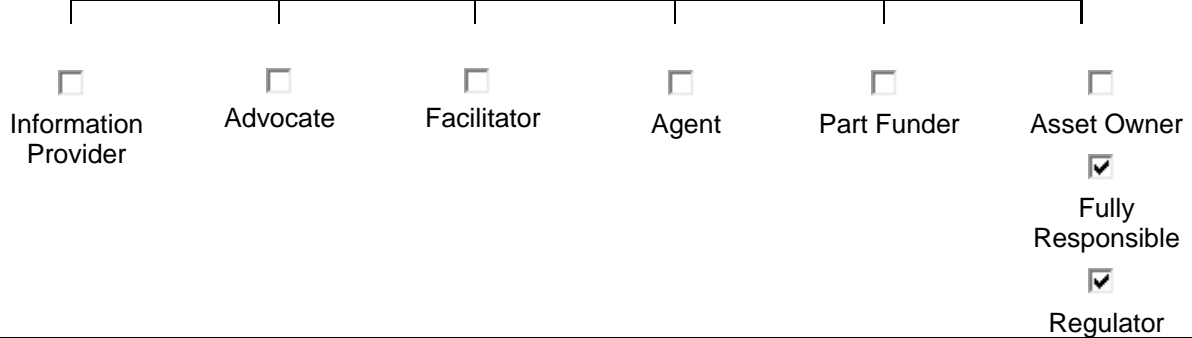 Information
Provider
Advocate
Facilitator
Agent
Part Funder
Asset Owner
Fully
Responsible
Regulator